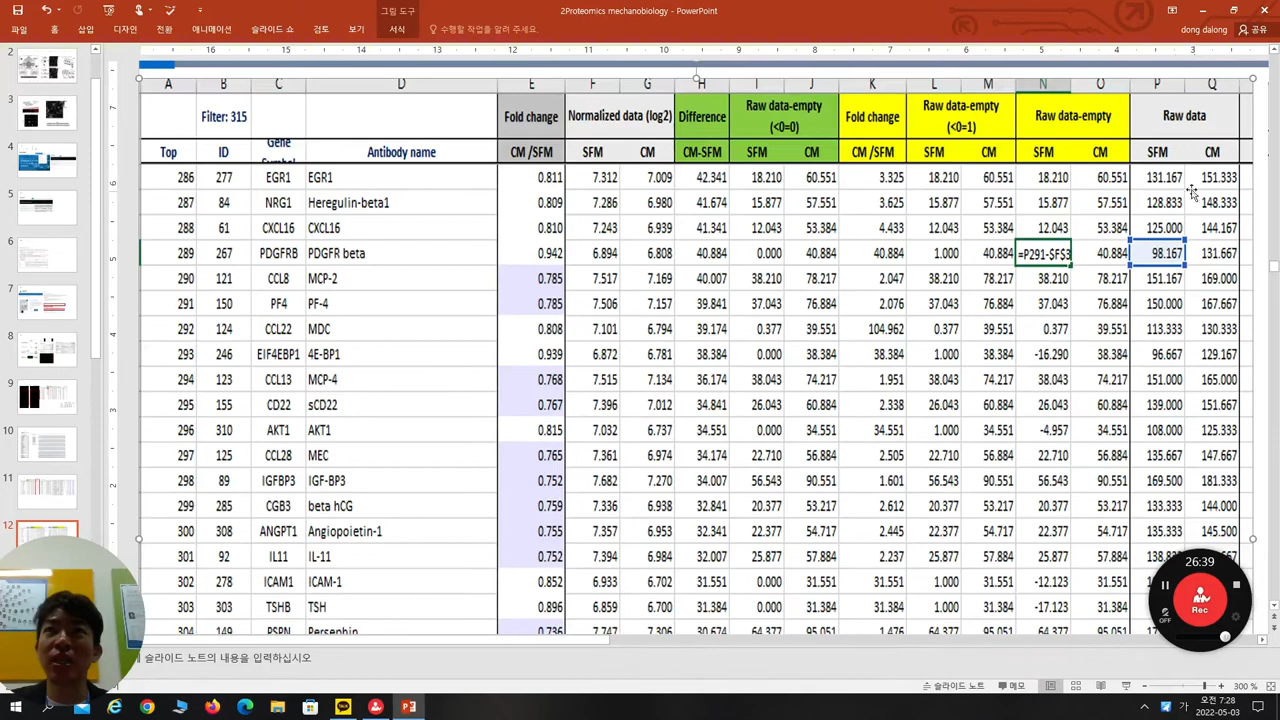 2Proteomics mechanobiology - PowerPoint
그림 도구
파일 홈 삽입 디자인 전환 애니메이션 슬라이드 쇼 검토 보기 서식 수행할 작업을 알려 주세요. dong dalong 공유
16 15 14 13 12 11 10 9 8 7 6 5 4 3
A B C D E F G H I J K L M N O P Q
Filter: 315 Fold change Normalized data (log2) Difference Raw data-empty (<0=0) Fold change Raw data-empty (<0=1) Raw data-empty Raw data
Top ID Gene Antibody name CM /SFM SFM CM CM-SFM SFM CM CM /SFM SFM CM SFM CM SFM CM
286 277 EGR1 EGR1 0.811 7.312 7.009 42.341 18.210 60.551 3.325 18.210 60.551 18.210 60.551 131.167 151.333
287 84 NRG1 Heregulin-beta1 0.809 7.286 6.980 41.674 15.877 57.551 3.625 15.877 57.551 15.877 57.551 128.833 148.333
288 61 CXCL16 CXCL16 0.810 7.243 6.939 41.341 12.043 53.384 4.433 12.043 53.384 12.043 53.384 125.000 144.167
289 267 PDGFRB PDGFR beta 0.942 6.894 6.808 40.884 0.000 40.884 40.884 1.000 40.884 =P291-$F$3 40.884 98.167 131.667
290 121 CCL8 MCP-2 0.785 7.517 7.169 40.007 38.210 78.217 2.047 38.210 78.217 38.210 78.217 151.167 169.000
291 150 PF4 PF-4 0.785 7.506 7.157 39.841 37.043 76.884 2.076 37.043 76.884 37.043 76.884 150.000 167.667
292 124 CCL22 MDC 0.808 7.101 6.794 39.174 0.377 39.551 104.962 0.377 39.551 0.377 39.551 113.333 130.333
293 246 EIF4EBP1 4E-BP1 0.939 6.872 6.781 38.384 0.000 38.384 38.384 1.000 38.384 -16.290 38.384 96.667 129.167
294 123 CCL13 MCP-4 0.768 7.515 7.134 36.174 38.043 74.217 1.951 38.043 74.217 38.043 74.217 151.000 165.000
295 155 CD22 sCD22 0.767 7.396 7.012 34.841 26.043 60.884 2.338 26.043 60.884 26.043 60.884 139.000 151.667
296 310 AKT1 AKT1 0.815 7.032 6.737 34.551 0.000 34.551 34.551 1.000 34.551 -4.957 34.551 108.000 125.333
297 125 CCL28 MEC 0.765 7.361 6.974 34.174 22.710 56.884 2.505 22.710 56.884 22.710 56.884 135.667 147.667
298 89 IGFBP3 IGF-BP3 0.752 7.682 7.270 34.007 56.543 90.551 1.601 56.543 90.551 56.543 90.551 169.500 181.333
299 285 CGB3 beta hCG 0.759 7.336 6.938 32.841 20.377 53.217 2.612 20.377 53.217 20.377 53.217 133.333 144.000
300 308 ANGPT1 Angiopoietin-1 0.755 7.357 6.953 32.341 22.377 54.717 2.445 22.377 54.717 22.377 54.717 135.333 145.500
301 92 IL11 IL-11 0.752 7.394 6.984 32.007 25.877 57.884 2.237 25.877 57.884 25.877 57.884
302 278 ICAM1 ICAM-1 0.852 6.933 6.702 31.551 0.000 31.551 31.551 1.000 31.551 -12.123 31.551
303 303 TSHB TSH 0.896 6.859 6.700 31.384 0.000 31.384 31.384 1.000 31.384 -17.123 31.384
304 149 PSPN Persephin 0.736 7.747 7.306 30.674 64.377 95.051 1.476 64.377 95.051 64.377 95.051
2
3
4
5
6
7
8
9
10
11
12
26:39
Rec
OFF
슬라이드 노트의 내용을 입력하십시오
슬라이드 노트 메모 300 %
가 오후 7:28
2022-05-03